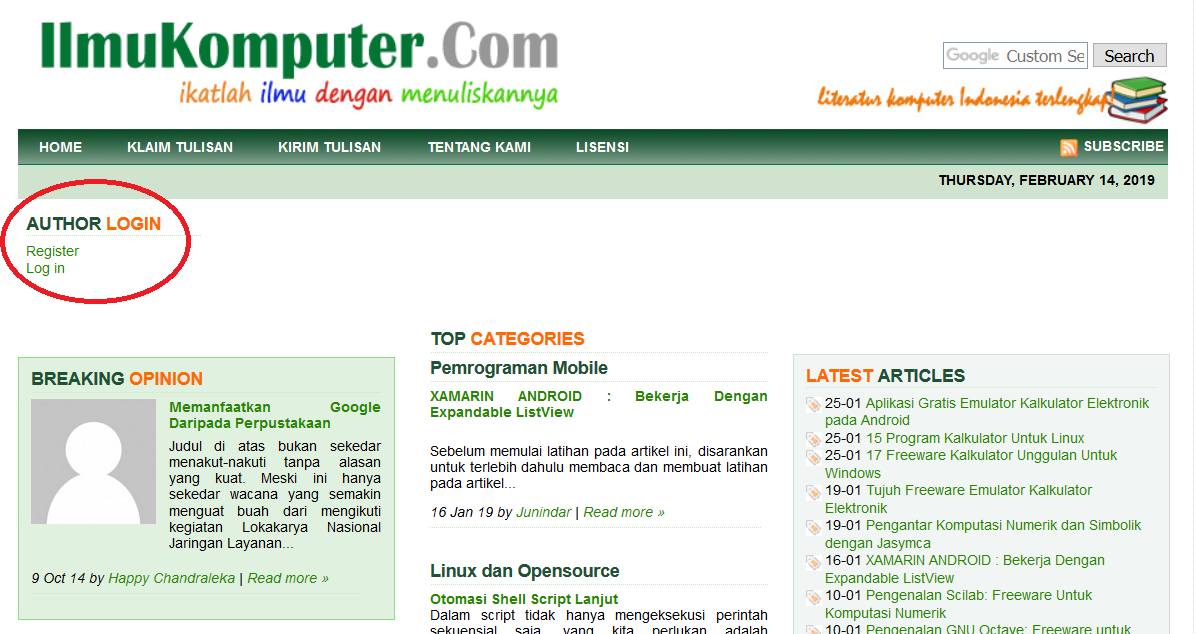 IlmuKomputer.Com
ikatlah ilmu dengan menuliskannya
Google Custom Se
Search
literatur komputer Indonesia terlengkap
HOME KLAIM TULISAN KIRIM TULISAN TENTANG KAMI LISENSI SUBSCRIBE
THURSDAY, FEBRUARY 14, 2019
AUTHOR LOGIN
Register
Log in
BREAKING OPINION
Memanfaatkan Google
Daripada Perpustakaan
Judul di atas bukan sekedar
menakut-nakuti tanpa alasan
yang kuat. Meski ini hanya
sekedar wacana yang semakin
menguat buah dari mengikuti
kegiatan Lokakarya Nasional
Jaringan Layanan...
9 Oct 14 by Happy Chandraleka | Read more »
TOP CATEGORIES
Pemrograman Mobile
XAMARIN ANDROID : Bekerja Dengan
Expandable ListView
Sebelum memulai latihan pada artikel ini, disarankan
untuk terlebih dahulu membaca dan membuat latihan
pada artikel...
16 Jan 19 by Junindar | Read more »
Linux dan Opensource
Otomasi Shell Script Lanjut
Dalam script tidak hanya mengeksekusi perintah
sekuensial saja, yang kita perlukan adalah
LATEST ARTICLES
25-01 Aplikasi Gratis Emulator Kalkulator Elektronik
pada Android
25-01 15 Program Kalkulator Untuk Linux
25-01 17 Freeware Kalkulator Unggulan Untuk
Windows
19-01 Tujuh Freeware Emulator Kalkulator
Elektronik
19-01 Pengantar Komputasi Numerik dan Simbolik
dengan Jasymca
16-01 XAMARIN ANDROID : Bekerja Dengan
Expandable ListView
10-01 Pengenalan Scilab: Freeware Untuk
Komputasi Numerik
10-01 Pengenalan GNU Octave: Freeware untuk